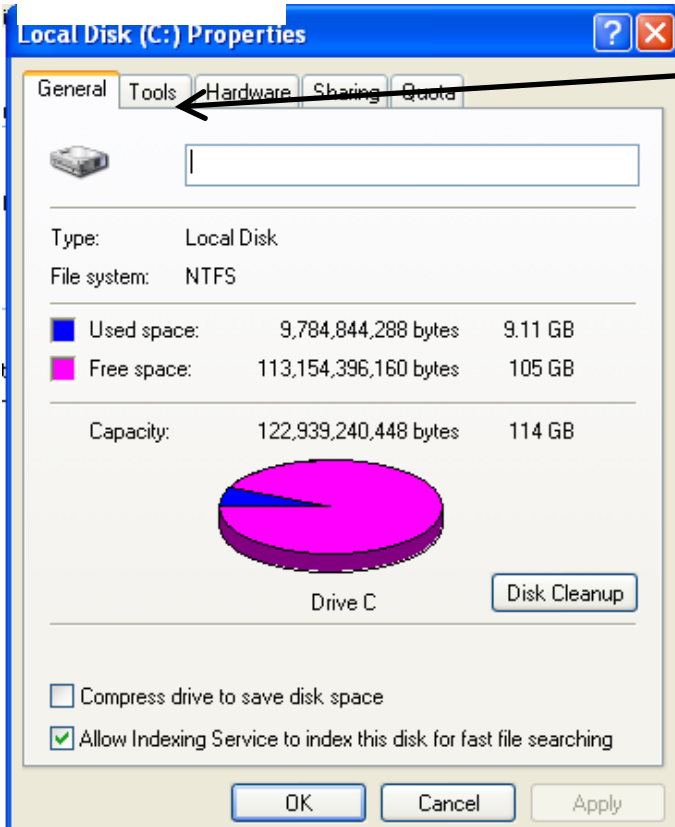 Local Disk (C:) Properties
General Tools Hardware Sharing Quota
Type: Local Disk
File system: NTFS
Used space: 9,784,844,288 bytes 9.11 GB
Free space: 113,154,396,160 bytes 105 GB
Capacity: 122,939,240,448 bytes 114 GB
Drive C
Disk Cleanup
Compress drive to save disk space
Allow Indexing Service to index this disk for fast file searching
OK Cancel Apply